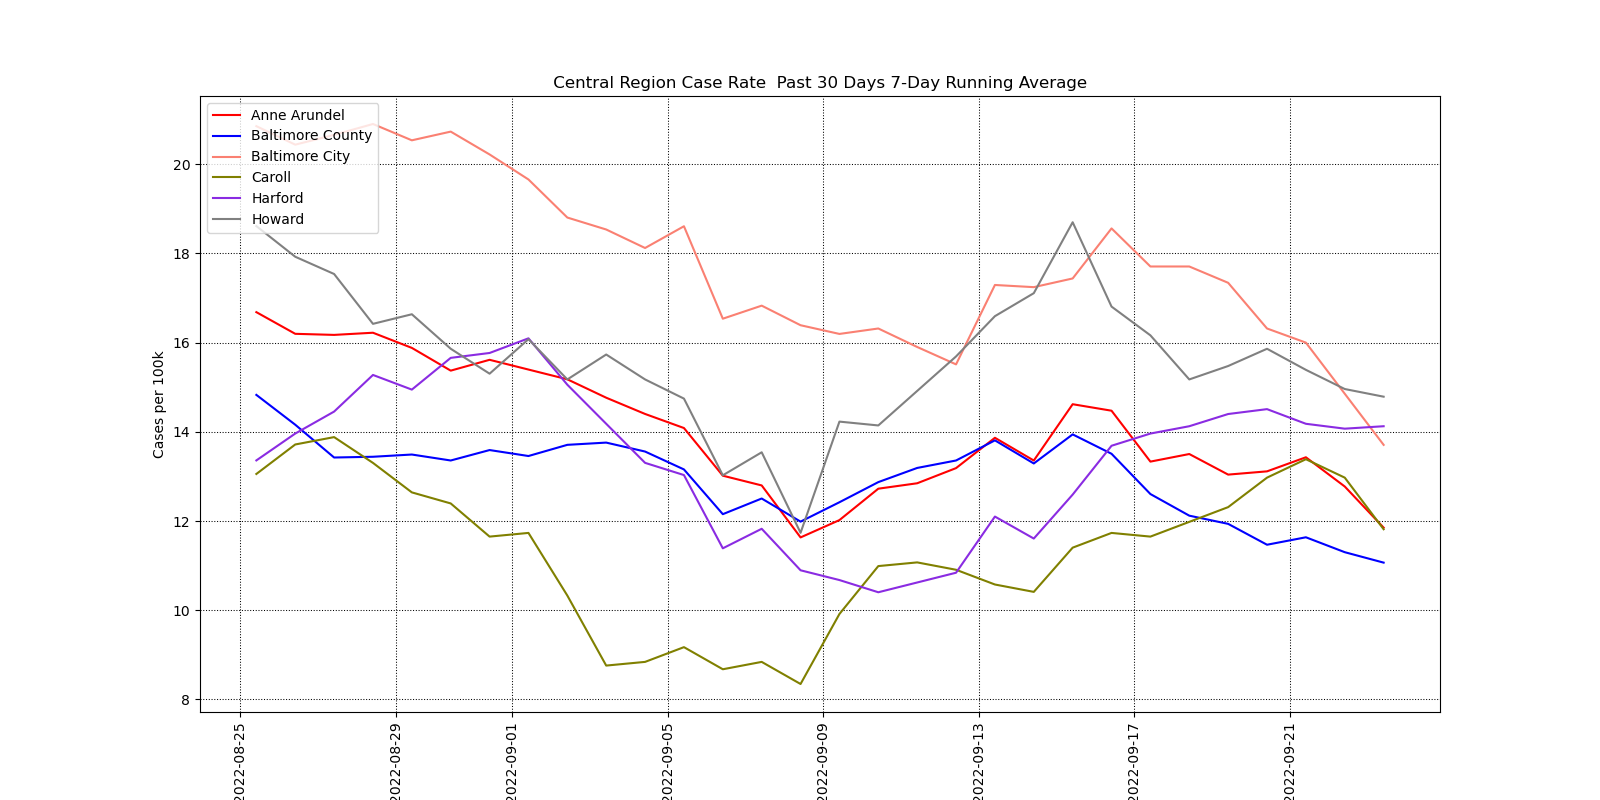 Central Region Case Rate  Past 30 Days 7-Day Running Average
Anne Arundel
Baltimore County
Baltimore City
Caroll
Harford
Howard
Cases per 100k
20
18
16
14
12
10
8
2022-08-25
2022-08-29
2022-09-01
2022-09-05
2022-09-09
2022-09-13
2022-09-17
2022-09-21